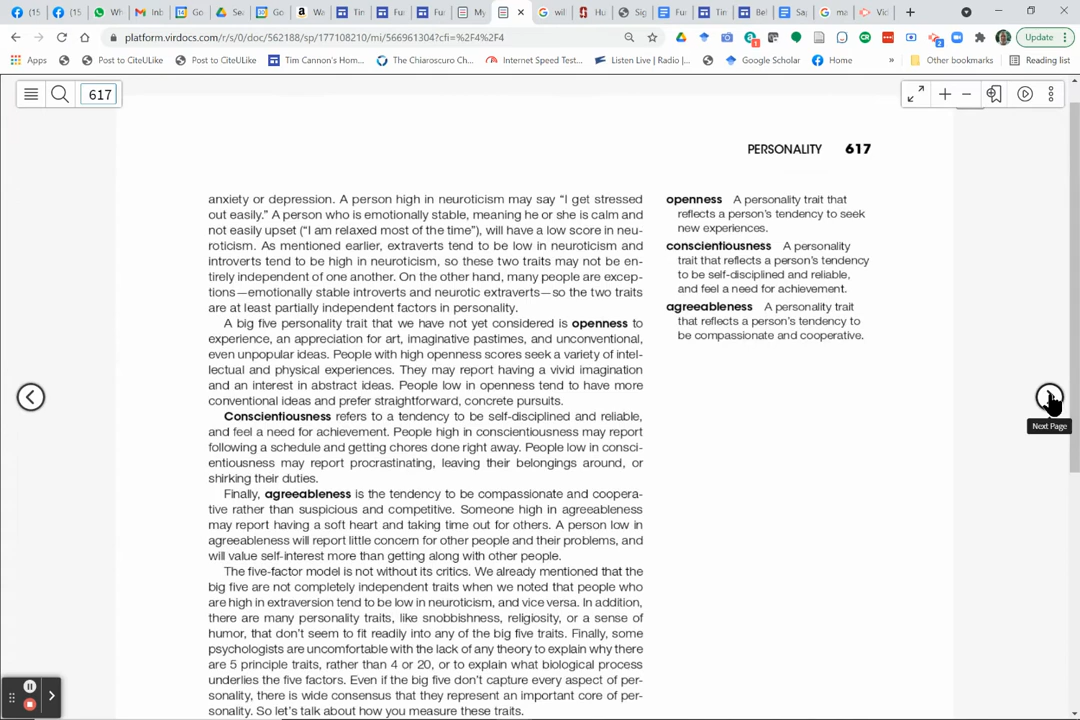 (15
(15
Wh
Inb
Go
Go
Se
Wa
Tin
Fur
Fur
My
wil
Hu
Sig
Fur
Tin
Bel
Sap
ma
Vid
Update
platform.virdocs.com/r/s/0/doc/562188/sp/177108210/mi/566961304?cfi=%2F4%2F4
Apps
Post to CiteULike
Post to CiteULike
Tim Cannon's Hom...
The Chiaroscuro Ch...
Internet Speed Test...
Listen Live | Radio |...
Google Scholar
Home
»
Other bookmarks
Reading list
617
PERSONALITY 617
anxiety or depression. A person high in neuroticism may say “I get stressed
out easily.” A person who is emotionally stable, meaning he or she is calm and
not easily upset (“I am relaxed most of the time”), will have a low score in neu-
roticism. As mentioned earlier, extraverts tend to be low in neuroticism and
introverts tend to be high in neuroticism, so these two traits may not be en-
tirely independent of one another. On the other hand, many people are excep-
tions—emotionally stable introverts and neurotic extraverts—so the two traits
are at least partially independent factors in personality.
A big five personality trait that we have not yet considered is openness to
experience, an appreciation for art, imaginative pastimes, and unconventional,
even unpopular ideas. People with high openness scores seek a variety of intel-
lectual and physical experiences. They may report having a vivid imagination
and an interest in abstract ideas. People low in openness tend to have more
conventional ideas and prefer straightforward, concrete pursuits.
Conscientiousness refers to a tendency to be self-disciplined and reliable,
and feel a need for achievement. People high in conscientiousness may report
following a schedule and getting chores done right away. People low in consci-
entiousness may report procrastinating, leaving their belongings around, or
shirking their duties.
Finally, agreeableness is the tendency to be compassionate and coopera-
tive rather than suspicious and competitive. Someone high in agreeableness
may report having a soft heart and taking time out for others. A person low in
agreeableness will report little concern for other people and their problems, and
will value self-interest more than getting along with other people.
The five-factor model is not without its critics. We already mentioned that the
big five are not completely independent traits when we noted that people who
are high in extraversion tend to be low in neuroticism, and vice versa. In addition,
there are many personality traits, like snobbishness, religiosity, or a sense of
humor, that don’t seem to fit readily into any of the big five traits. Finally, some
psychologists are uncomfortable with the lack of any theory to explain why there
are 5 principle traits, rather than 4 or 20, or to explain what biological process
underlies the five factors. Even if the big five don’t capture every aspect of per-
sonality, there is wide consensus that they represent an important core of per-
sonality. So let’s talk about how you measure these traits.
openness A personality trait that
reflects a person’s tendency to seek
new experiences.
conscientiousness A personality
trait that reflects a person’s tendency
to be self-disciplined and reliable,
and feel a need for achievement.
agreeableness A personality trait
that reflects a person’s tendency to
be compassionate and cooperative.
Next Page